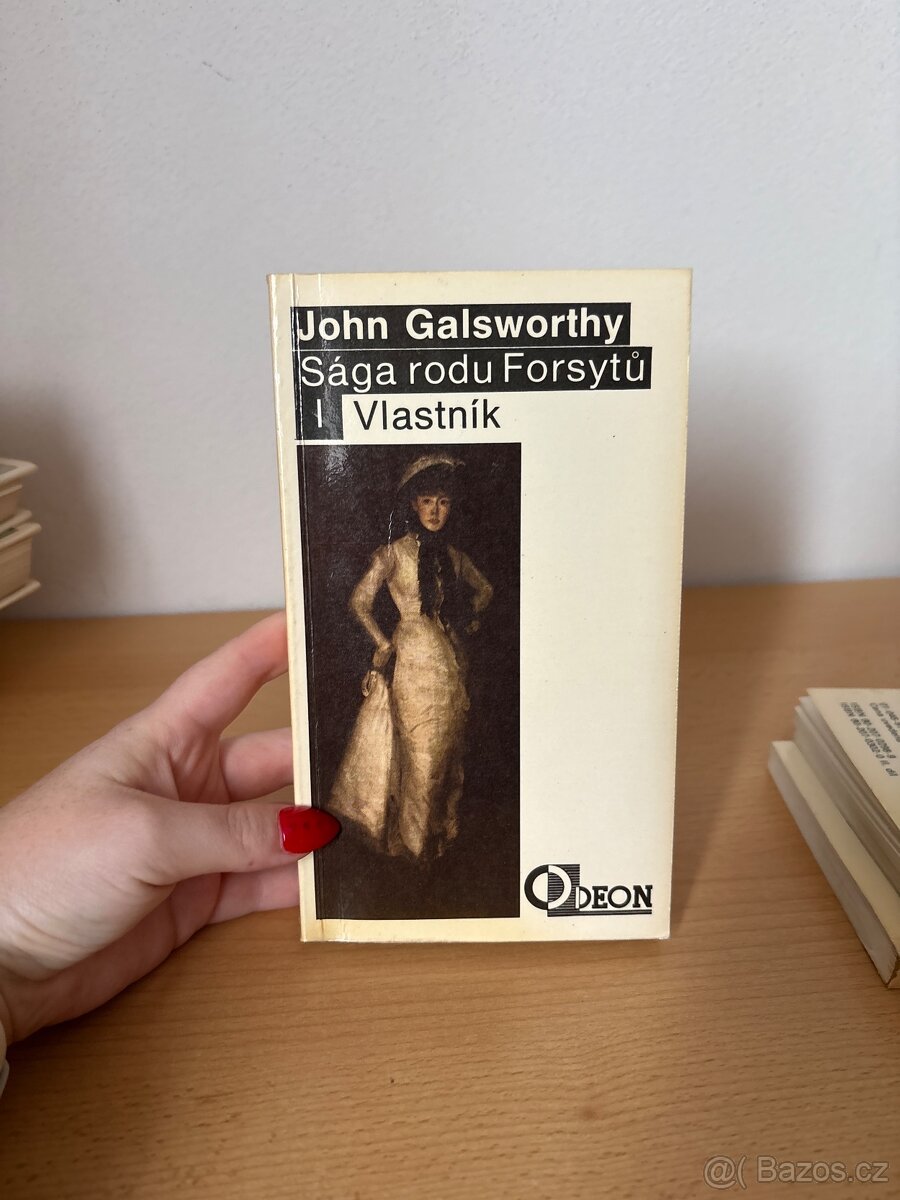 John Galsworthy
Sága rodu Forsytů
I Vlastník
ODEON
@( Bazos.cz